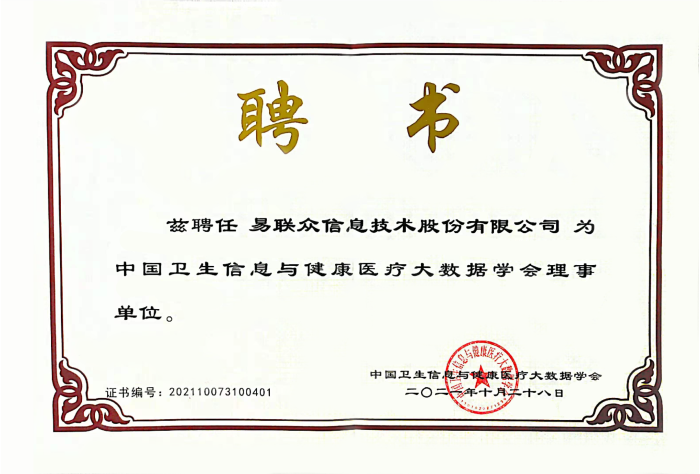 聘 书
兹聘任 易联众信息技术股份有限公司 为
中国卫生信息与健康医疗大数据学会理事
单位。
中国卫生信息与健康医疗大数据学会
证书编号：202110073100401
二〇二 年十月二十八日